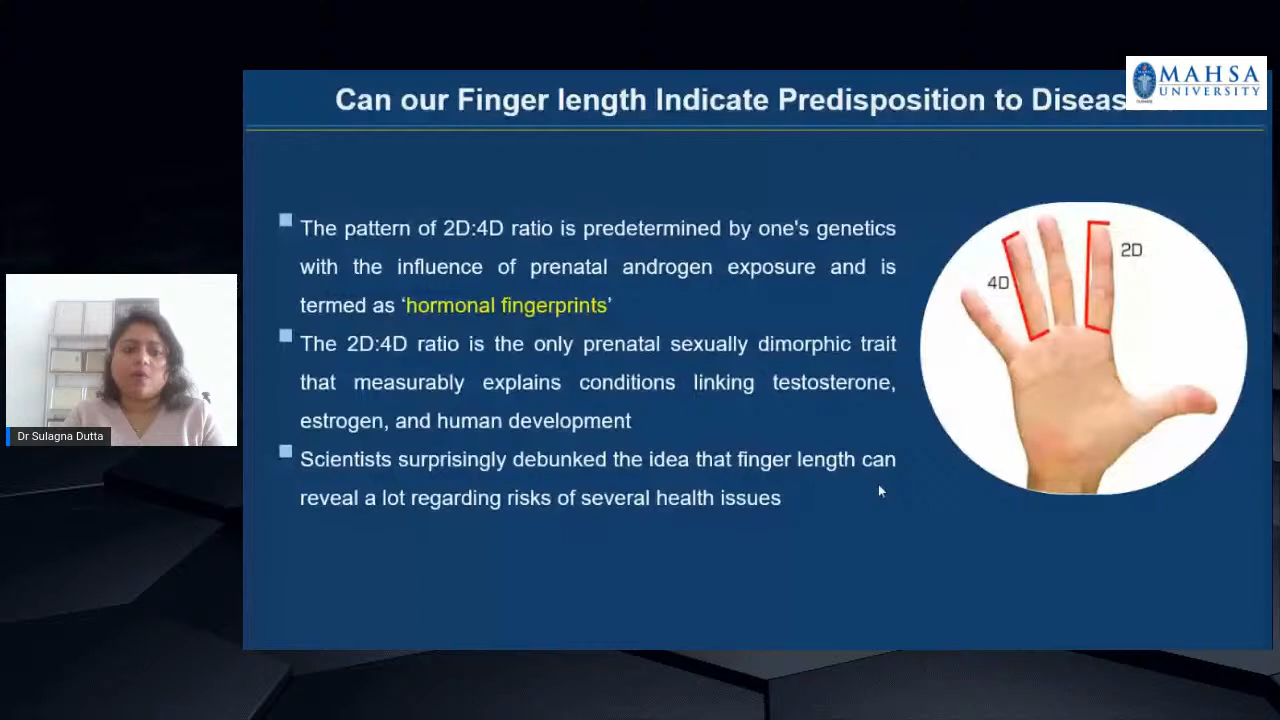 MAHSA
UNIVERSITY
Can our Finger length Indicate Predisposition to
The pattern of 2D:4D ratio is predetermined by one's genetics
with the influence of prenatal androgen exposure and is
termed as ‘hormonal fingerprints’
The 2D:4D ratio is the only prenatal sexually dimorphic trait
that measurably explains conditions linking testosterone,
estrogen, and human development
Scientists surprisingly debunked the idea that finger length can
reveal a lot regarding risks of several health issues
2D
4D
Dr Sulagna Dutta